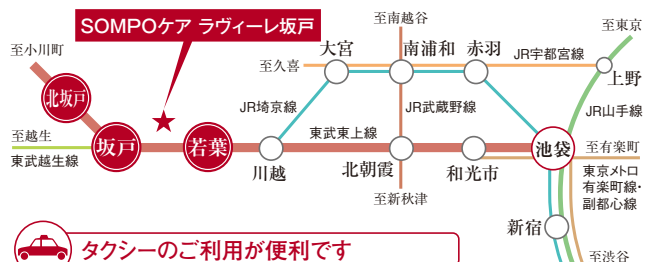 SOMPOケア ラヴィーレ坂戸
至南越谷
至東京
至小川町
大宮
南浦和
赤羽
JR宇都宮線
至久喜
上野
北坂戸
JR埼京線
JR武蔵野線
JR山手線
至越生
坂戸
若葉
東武東上線
池袋
至有楽町
東武越生線
川越
北朝霞
和光市
東京メトロ
有楽町線・
副都心線
至新秋津
新宿
至渋谷
タクシーのご利用が便利です